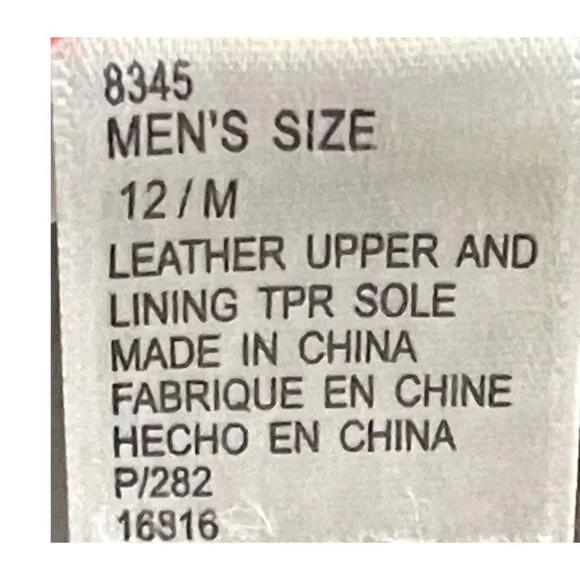 8345
MEN'S SIZE
12 / M
LEATHER UPPER AND
LINING TPR SOLE
MADE IN CHINA
FABRIQUE EN CHINE
HECHO EN CHINA
P/282
16916